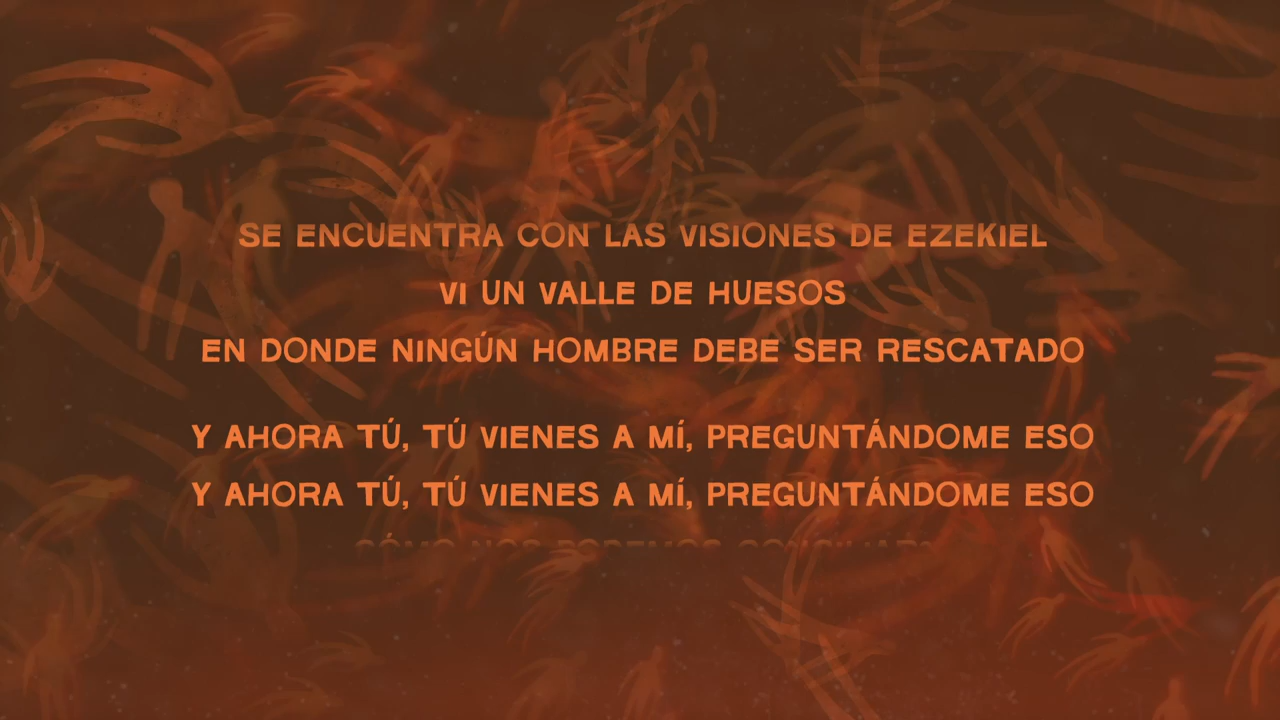 SE ENCUENTRA CON LAS VISIONES DE EZEKIEL
VI UN VALLE DE HUESOS
EN DONDE NINGÚN HOMBRE DEBE SER RESCATADO
Y AHORA TÚ, TÚ VIENES A MÍ, PREGUNTÁNDOME ESO
Y AHORA TÚ, TÚ VIENES A MÍ, PREGUNTÁNDOME ESO